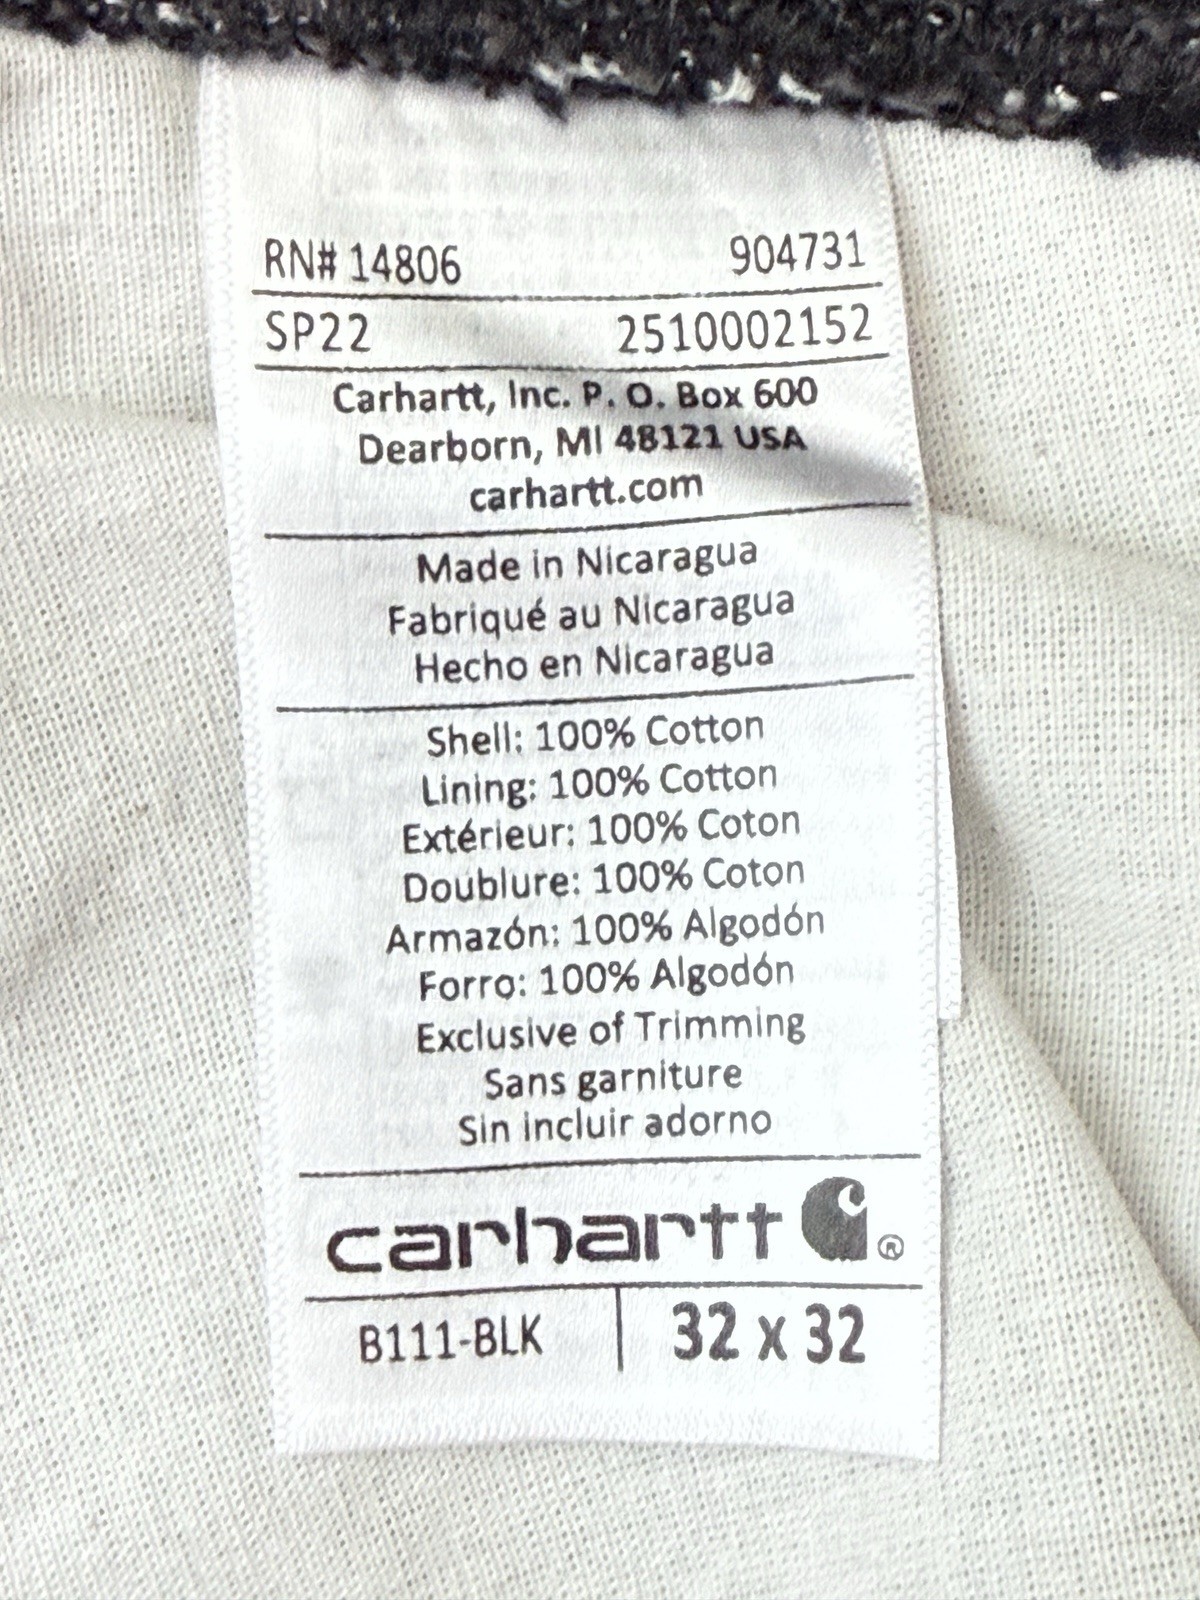 RN# 14806 904731
SP22 2510002152
Carhartt, Inc. P. O. Box 600
Dearborn, MI 48121 USA
carhartt.com
Made in Nicaragua
Fabriqué au Nicaragua
Hecho en Nicaragua
Shell: 100% Cotton
Lining: 100% Cotton
Extérieur: 100% Coton
Doublure: 100% Coton
Armazón: 100% Algodón
Forro: 100% Algodón
Exclusive of Trimming
Sans garniture
Sin incluir adorno
carhartt ®
B111-BLK 32 x 32